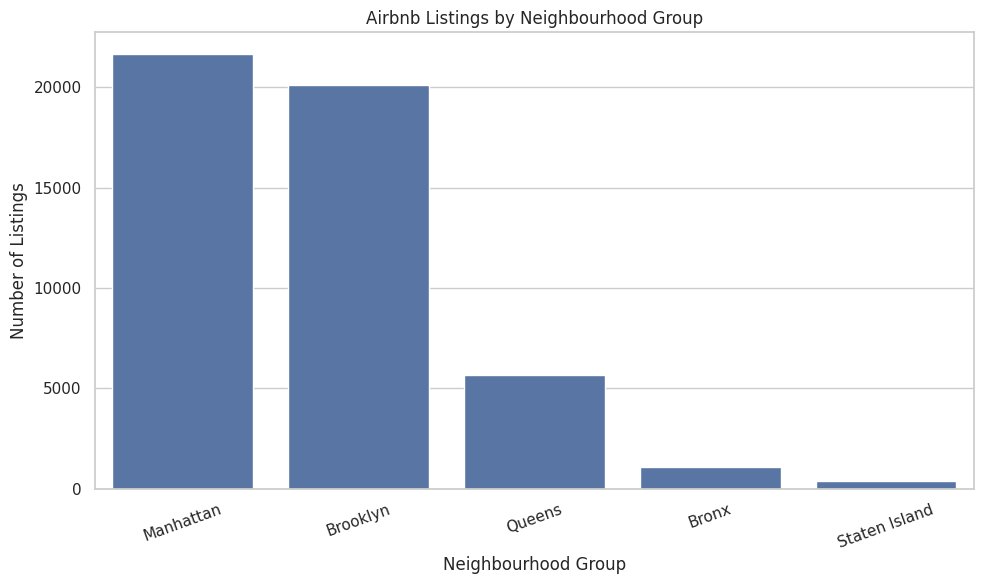 Airbnb Listings by Neighbourhood Group
Number of Listings
20000
15000
10000
5000
0
Manhattan
Brooklyn
Queens
Bronx
Staten Island
Neighbourhood Group